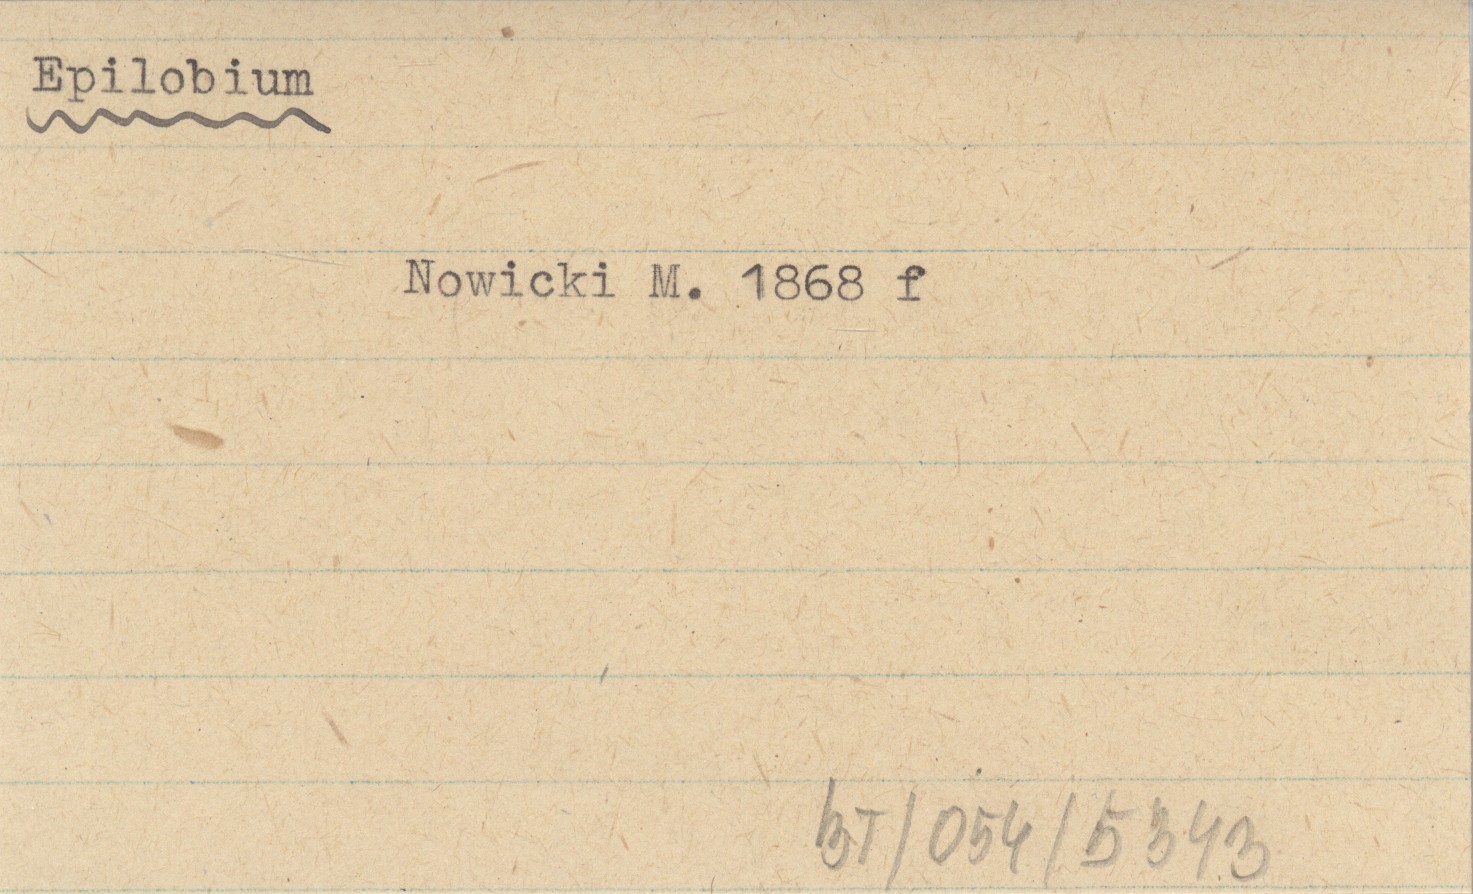 Epilobium
Nowicki M. 1868 f
BT/054/5343